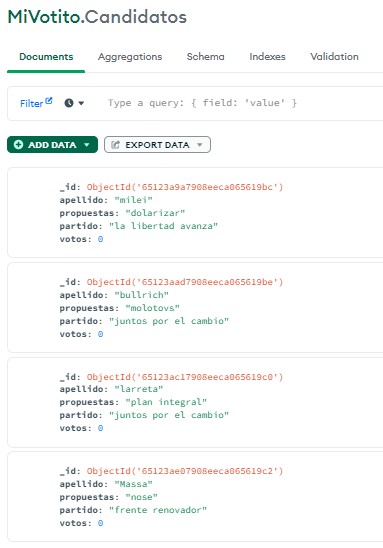 MiVotito.Candidatos
Documents Aggregations Schema Indexes Validation
Filter Type a query: { field: 'value' }
ADD DATA EXPORT DATA
_id: ObjectId('65123a9a7908eeca065619bc')
apellido: "milei"
propuestas: "dolarizar"
partido: "la libertad avanza"
votos: 0
_id: ObjectId('65123aad7908eeca065619be')
apellido: "bullrich"
propuestas: "molotovs"
partido: "juntos por el cambio"
votos: 0
_id: ObjectId('65123ac17908eeca065619c0')
apellido: "larreta"
propuestas: "plan integral"
partido: "juntos por el cambio"
votos: 0
_id: ObjectId('65123ae07908eeca065619c2')
apellido: "Massa"
propuestas: "nose"
partido: "frente renovador"
votos: 0